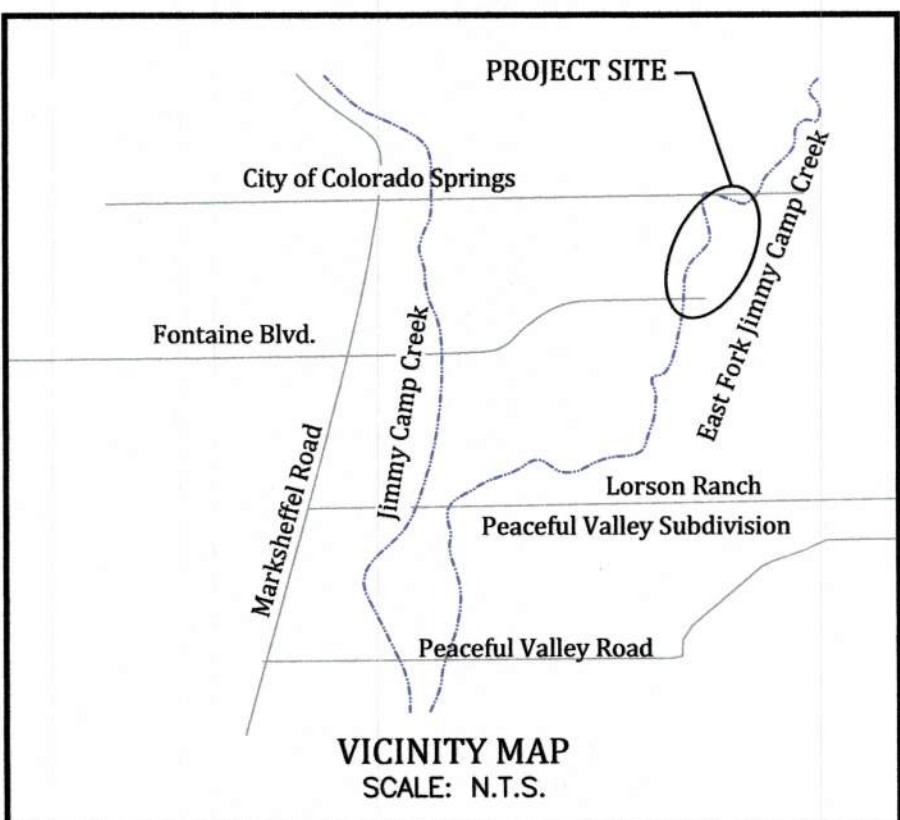 PROJECT SITE
City of Colorado Springs
East Fork Jimmy Camp Creek
Fontaine Blvd.
Jimmy Camp Creek
Marksheffel Road
Lorson Ranch
Peaceful Valley Subdivision
Peaceful Valley Road
VICINITY MAP
SCALE: N.T.S.